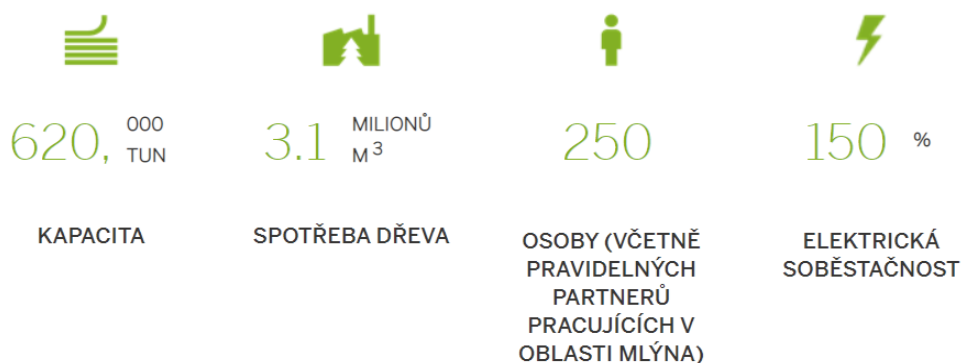 620, 000 TUN
3.1 MILIONŮ M3
250
150 %
KAPACITA
SPOTŘEBA DŘEVA
OSOBY (VČETNĚ
PRAVIDELNÝCH
PARTNERŮ
PRACUJÍCÍCH V
OBLASTI MLÝNA)
ELEKTRICKÁ
SOBĚSTAČNOST